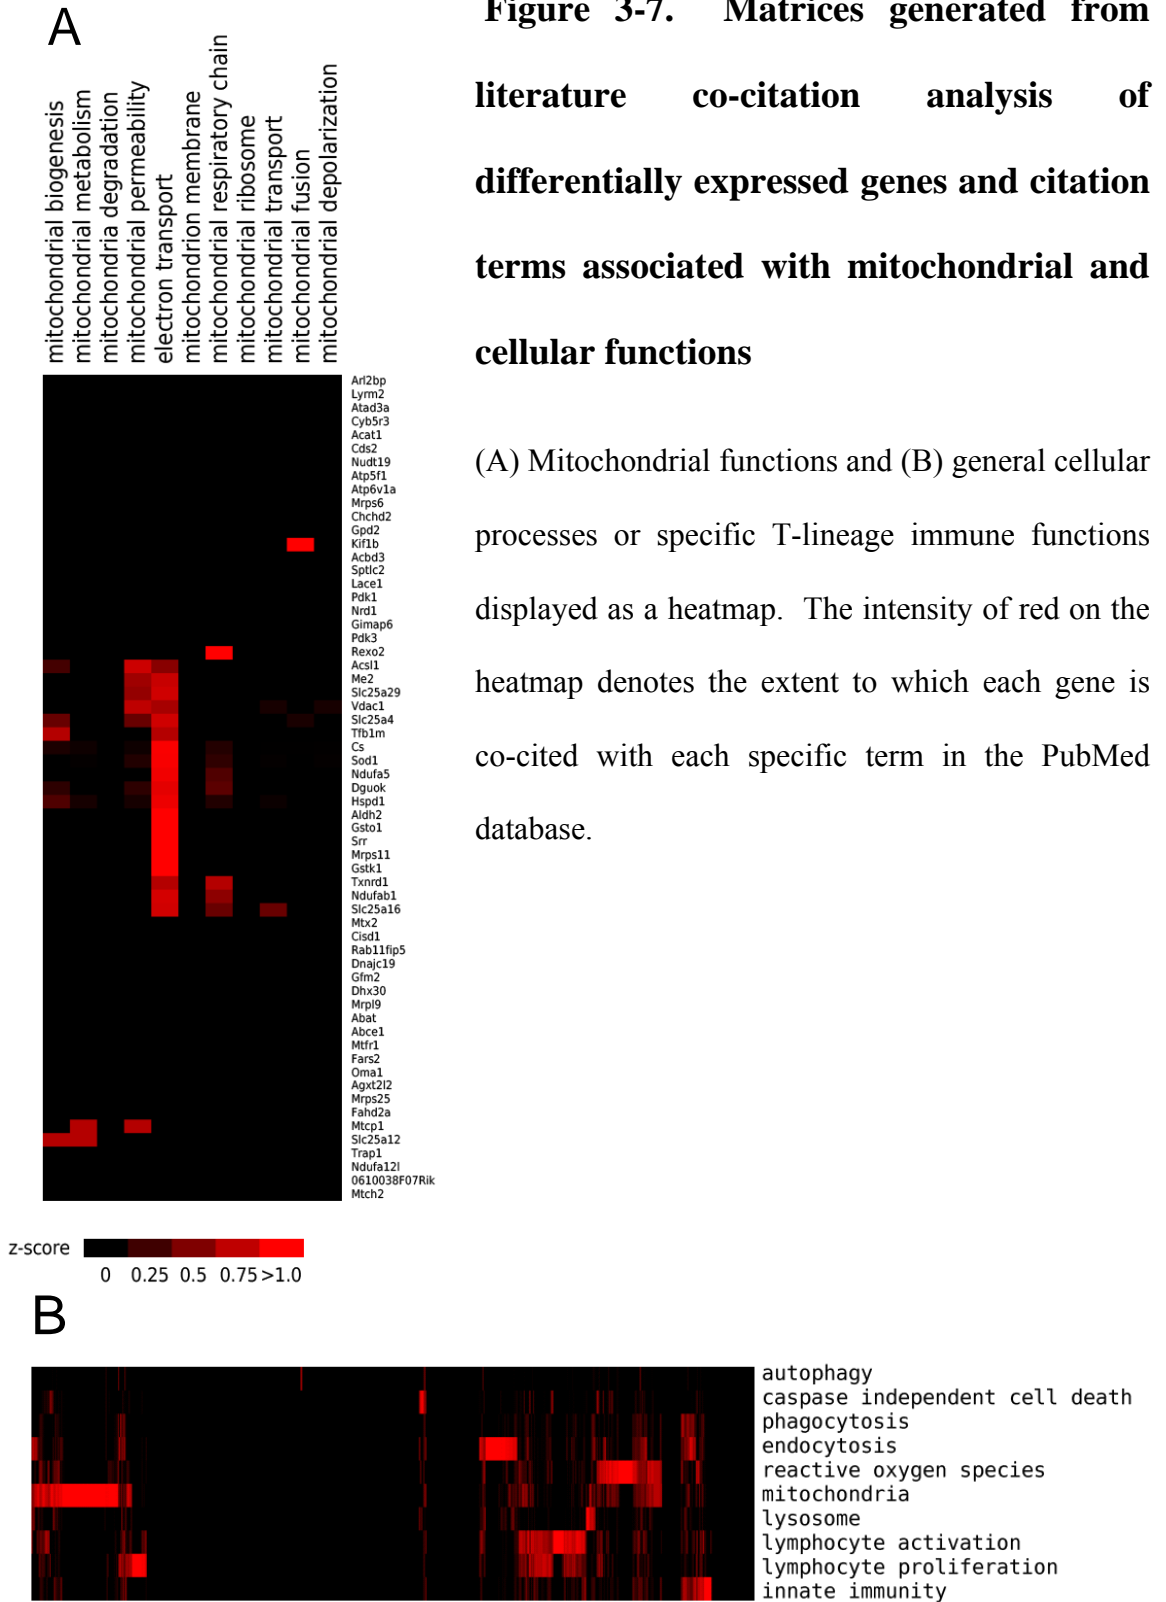 A
mitochondrial biogenesis
mitochondrial metabolism
mitochondria degradation
mitochondrial permeability
electron transport
mitochondrion membrane
mitochondrial respiratory chain
mitochondrial ribosome
mitochondrial transport
mitochondrial fusion
mitochondrial depolarization
Arl2bp
Lyrm2
Atad3a
Cyb5r3
Acat1
Cds2
Nudt19
Atp5f1
Atp6v1a
Mrps6
Chchd2
Gpd2
Kif1b
Acbd3
Sptlc2
Lace1
Pdk1
Nrd1
Gimap6
Pdk3
Rexo2
Acsl1
Me2
Slc25a29
Vdac1
Slc25a4
Tfb1m
Cs
Sod1
Ndufa5
Dguok
Hspd1
Aldh2
Gsto1
Srr
Mrps11
Gstk1
Txnrd1
Ndufab1
Slc25a16
Mtx2
Cisd1
Rab11fip5
Dnajc19
Gfm2
Dhx30
Mrpl9
Abat
Abce1
Mtfr1
Fars2
Oma1
Agxt2l2
Mrps25
Fahd2a
Mtcp1
Slc25a12
Trap1
Ndufa12l
0610038F07Rik
Mtch2
z-score
0 0.25 0.5 0.75 >1.0
Figure 3-7. Matrices generated from
literature co-citation analysis of
differentially expressed genes and citation
terms associated with mitochondrial and
cellular functions
(A) Mitochondrial functions and (B) general cellular
processes or specific T-lineage immune functions
displayed as a heatmap. The intensity of red on the
heatmap denotes the extent to which each gene is
co-cited with each specific term in the PubMed
database.
B
autophagy
caspase independent cell death
phagocytosis
endocytosis
reactive oxygen species
mitochondria
lysosome
lymphocyte activation
lymphocyte proliferation
innate immunity